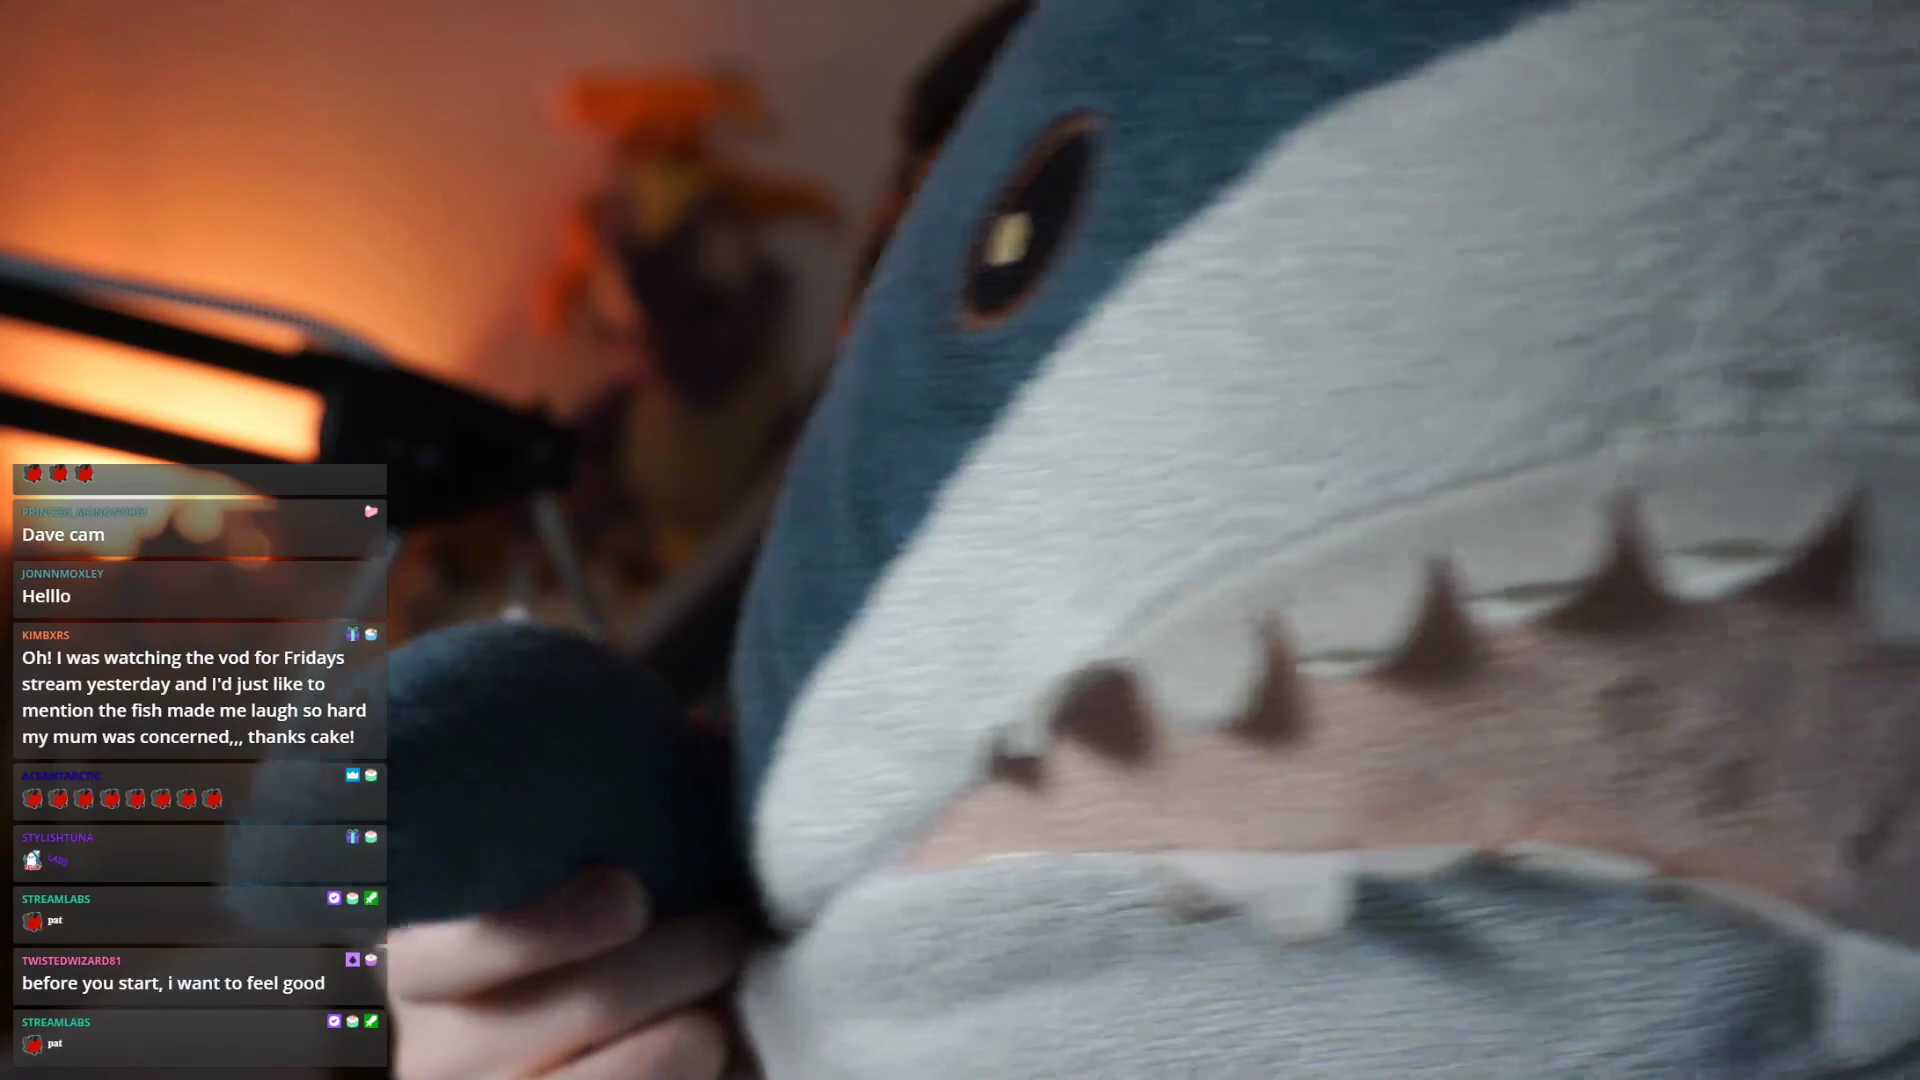 PRINCESS_MONONOKE1
Dave cam
JONNNMOXLEY
Helllo
KIMBXRS
Oh! I was watching the vod for Fridays
stream yesterday and I'd just like to
mention the fish made me laugh so hard
my mum was concerned,,, thanks cake!
ACEANTARCTIC
STYLISHTUNA
STREAMLABS
pat
TWISTEDWIZARD81
before you start, i want to feel good
STREAMLABS
pat